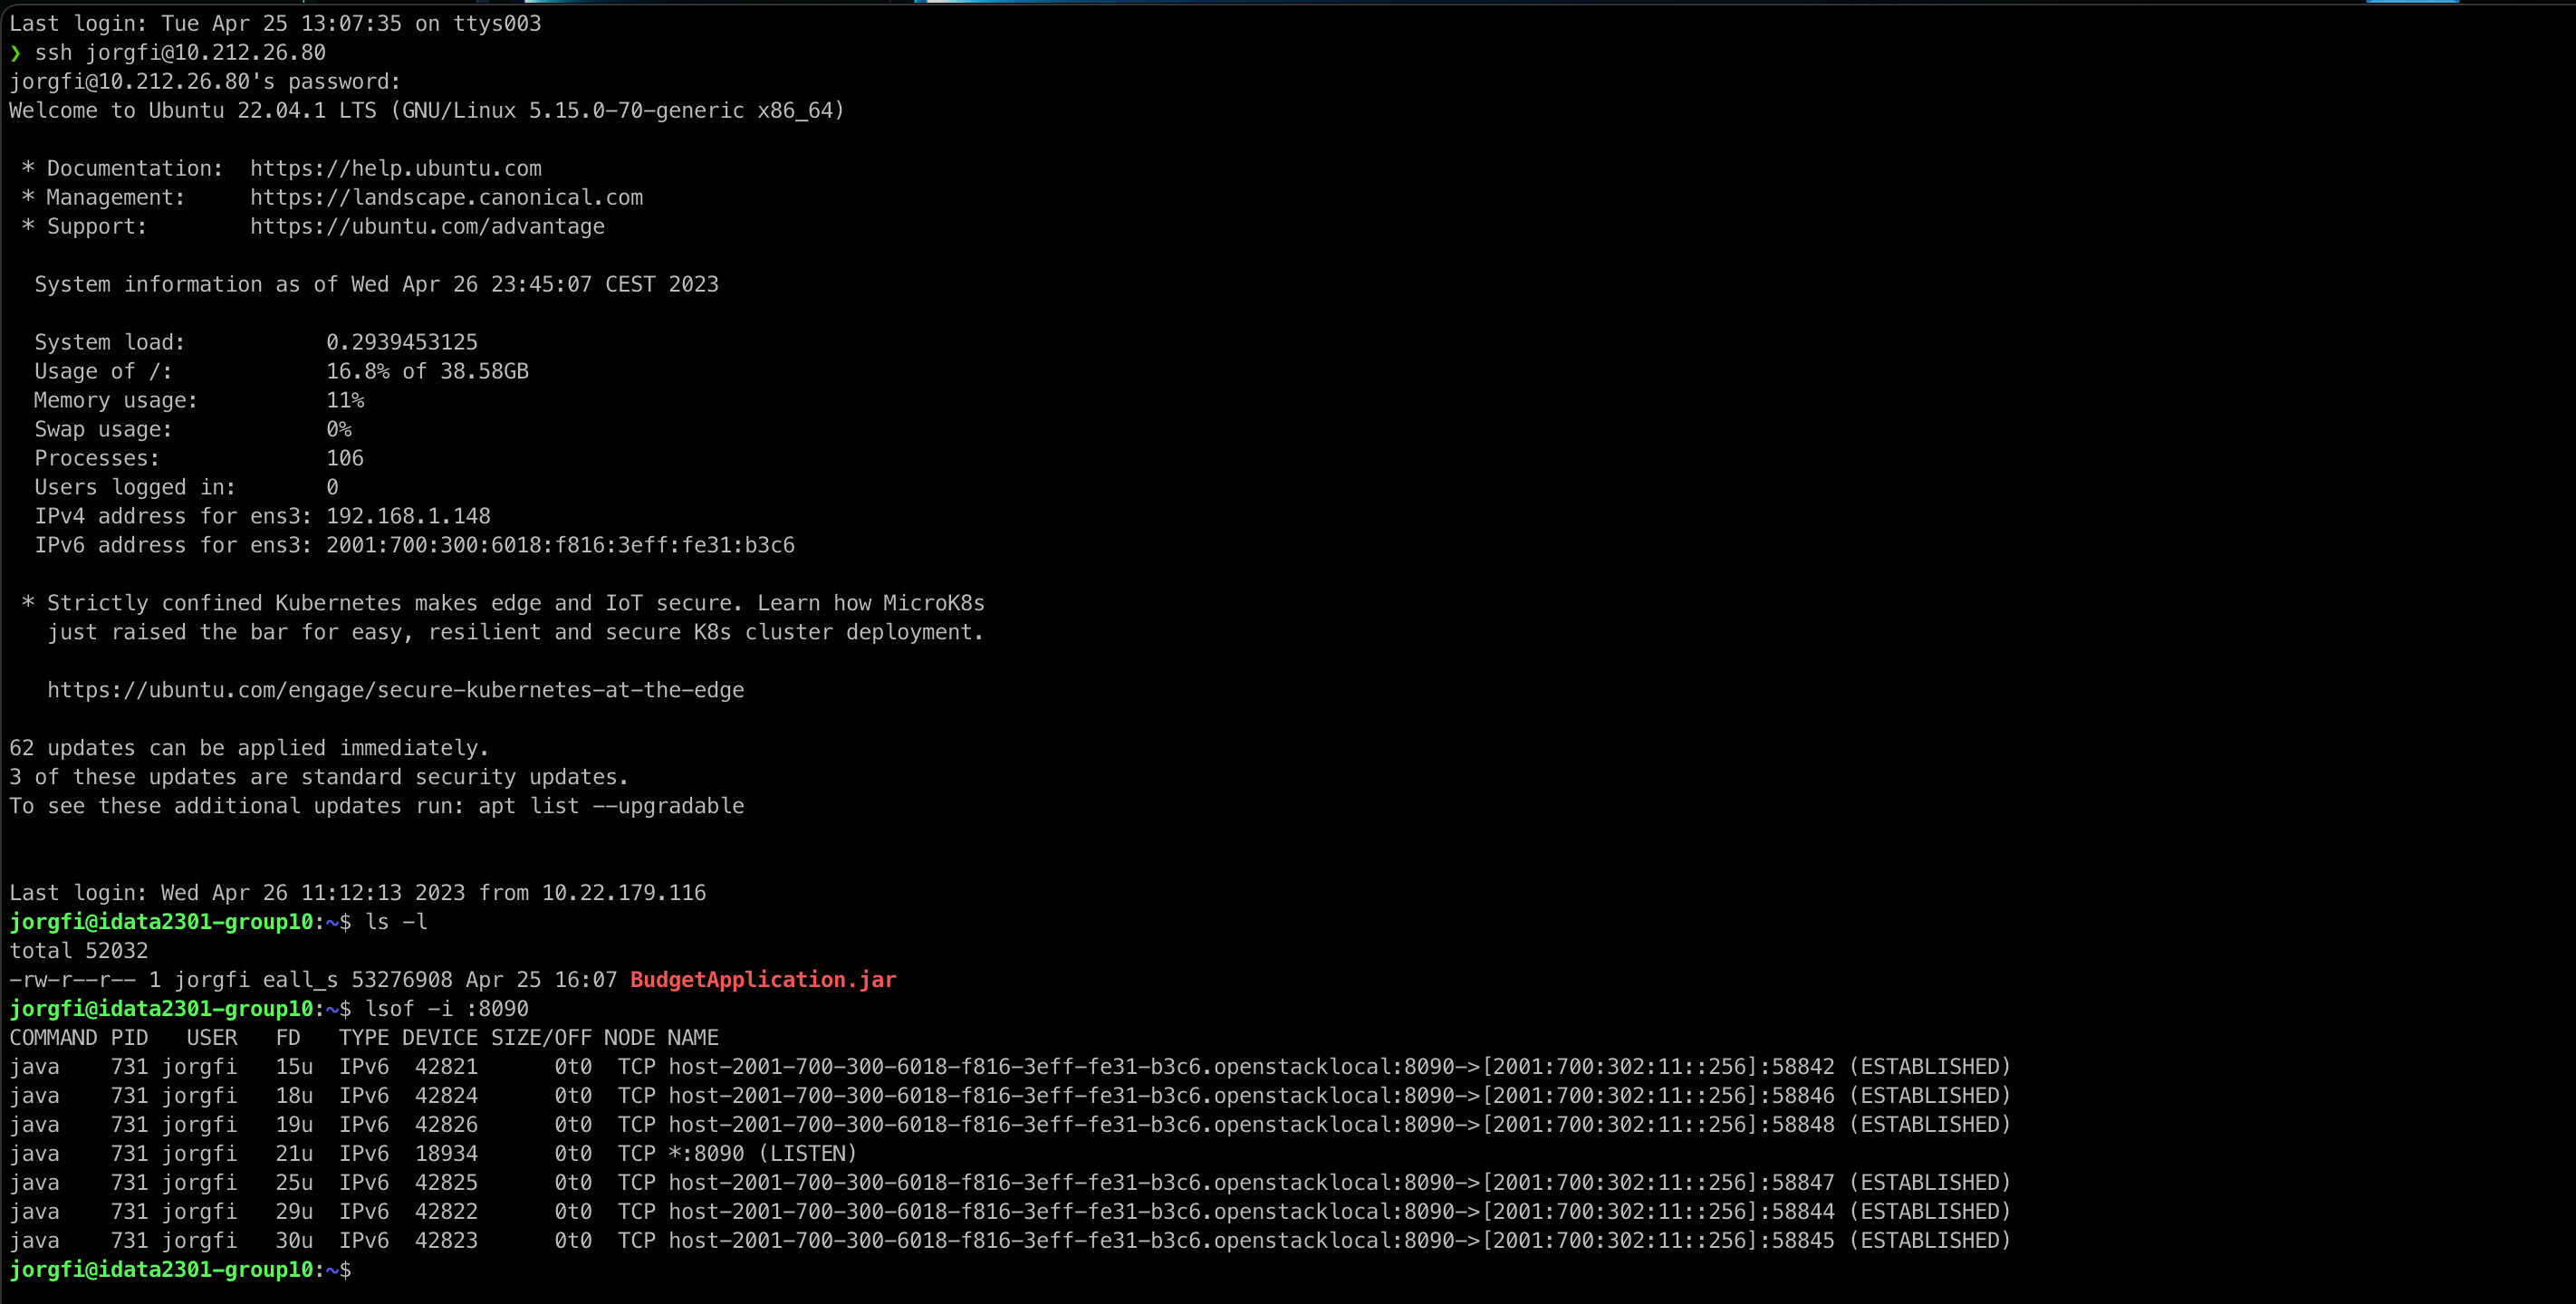 Last login: Tue Apr 25 13:07:35 on ttys003
❯ ssh jorgfi@10.212.26.80
jorgfi@10.212.26.80's password:
Welcome to Ubuntu 22.04.1 LTS (GNU/Linux 5.15.0-70-generic x86_64)

 * Documentation:  https://help.ubuntu.com
 * Management:     https://landscape.canonical.com
 * Support:        https://ubuntu.com/advantage

  System information as of Wed Apr 26 23:45:07 CEST 2023

  System load:           0.2939453125
  Usage of /:            16.8% of 38.58GB
  Memory usage:          11%
  Swap usage:            0%
  Processes:             106
  Users logged in:       0
  IPv4 address for ens3: 192.168.1.148
  IPv6 address for ens3: 2001:700:300:6018:f816:3eff:fe31:b3c6

 * Strictly confined Kubernetes makes edge and IoT secure. Learn how MicroK8s
   just raised the bar for easy, resilient and secure K8s cluster deployment.

   https://ubuntu.com/engage/secure-kubernetes-at-the-edge

62 updates can be applied immediately.
3 of these updates are standard security updates.
To see these additional updates run: apt list --upgradable


Last login: Wed Apr 26 11:12:13 2023 from 10.22.179.116
jorgfi@idata2301-group10:~$ ls -l
total 52032
-rw-r--r-- 1 jorgfi eall_s 53276908 Apr 25 16:07 BudgetApplication.jar
jorgfi@idata2301-group10:~$ lsof -i :8090
COMMAND PID   USER   FD   TYPE DEVICE SIZE/OFF NODE NAME
java    731 jorgfi   15u  IPv6  42821      0t0  TCP host-2001-700-300-6018-f816-3eff-fe31-b3c6.openstacklocal:8090->[2001:700:302:11::256]:58842 (ESTABLISHED)
java    731 jorgfi   18u  IPv6  42824      0t0  TCP host-2001-700-300-6018-f816-3eff-fe31-b3c6.openstacklocal:8090->[2001:700:302:11::256]:58846 (ESTABLISHED)
java    731 jorgfi   19u  IPv6  42826      0t0  TCP host-2001-700-300-6018-f816-3eff-fe31-b3c6.openstacklocal:8090->[2001:700:302:11::256]:58848 (ESTABLISHED)
java    731 jorgfi   21u  IPv6  18934      0t0  TCP *:8090 (LISTEN)
java    731 jorgfi   25u  IPv6  42825      0t0  TCP host-2001-700-300-6018-f816-3eff-fe31-b3c6.openstacklocal:8090->[2001:700:302:11::256]:58847 (ESTABLISHED)
java    731 jorgfi   29u  IPv6  42822      0t0  TCP host-2001-700-300-6018-f816-3eff-fe31-b3c6.openstacklocal:8090->[2001:700:302:11::256]:58844 (ESTABLISHED)
java    731 jorgfi   30u  IPv6  42823      0t0  TCP host-2001-700-300-6018-f816-3eff-fe31-b3c6.openstacklocal:8090->[2001:700:302:11::256]:58845 (ESTABLISHED)
jorgfi@idata2301-group10:~$